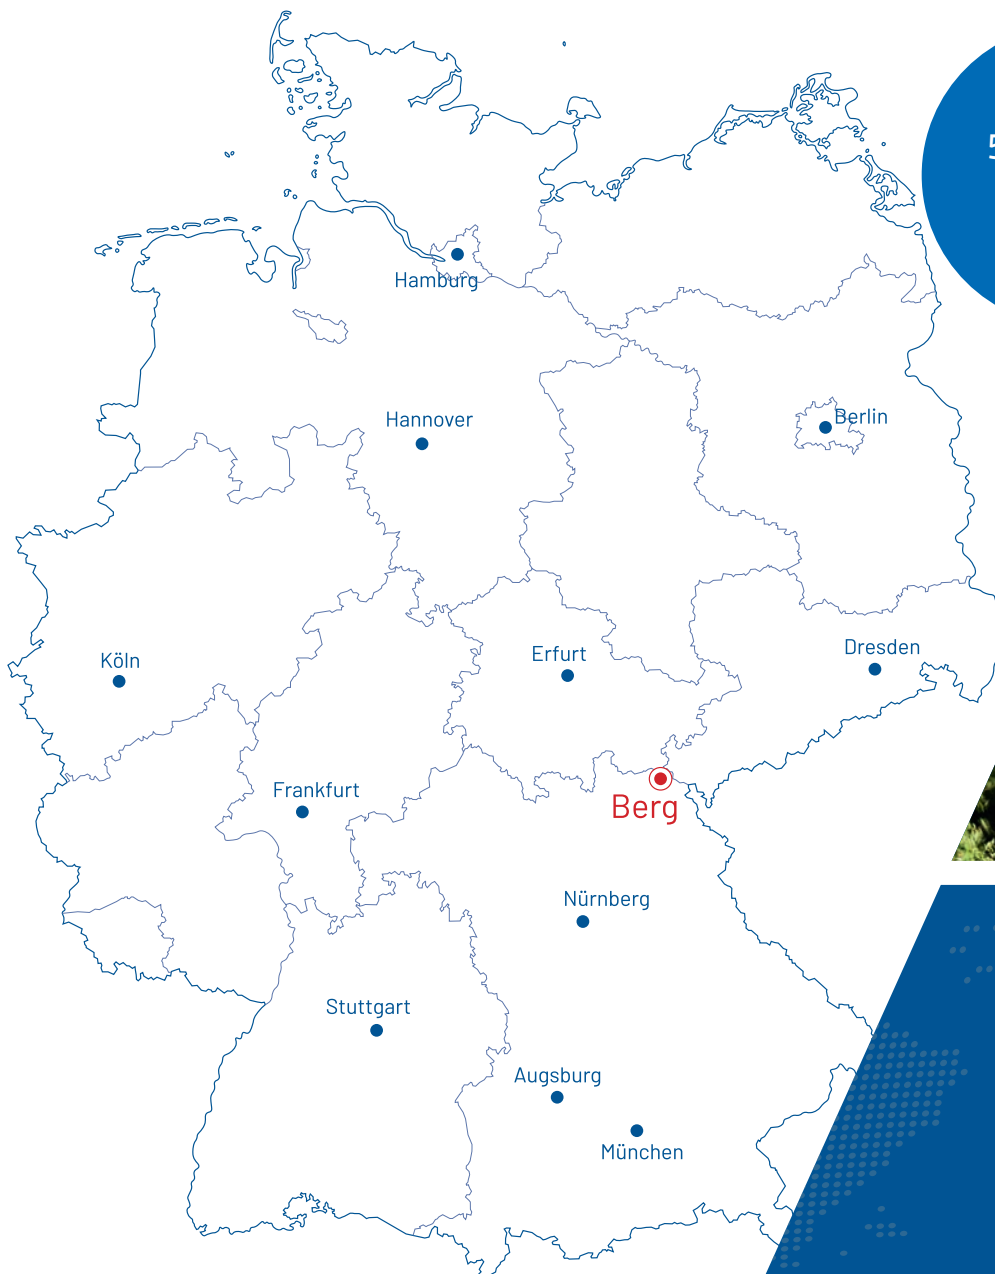 Hamburg
Hannover
Berlin
Köln
Erfurt
Dresden
Frankfurt
Berg
Nürnberg
Stuttgart
Augsburg
München